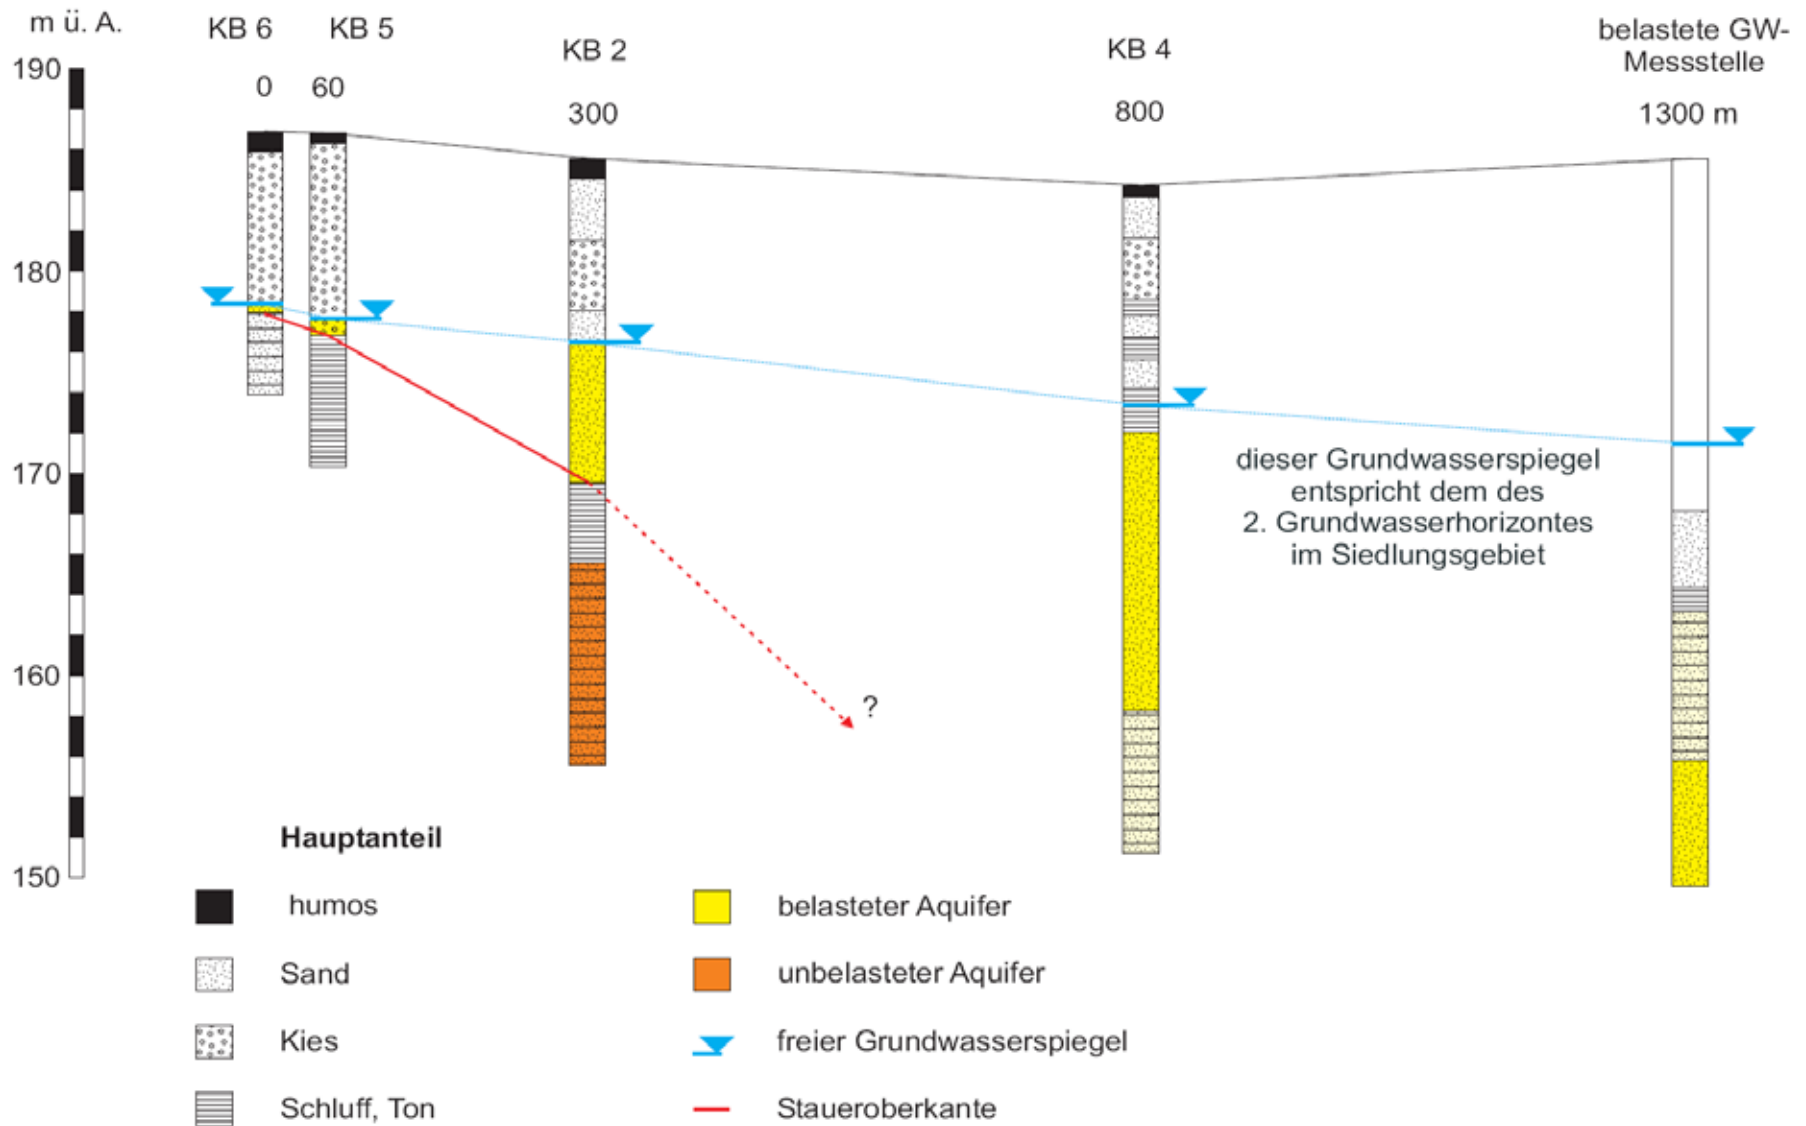 m ü. A.
KB 6
KB 5
KB 2
KB 4
belastete GW-
Messstelle
0
60
300
800
1300 m
190
180
170
160
150
dieser Grundwasserspiegel
entspricht dem des
2. Grundwasserhorizontes
im Siedlungsgebiet
?
Hauptanteil
humos
Sand
Kies
Schluff, Ton
belasteter Aquifer
unbelasteter Aquifer
freier Grundwasserspiegel
Staueroberkante